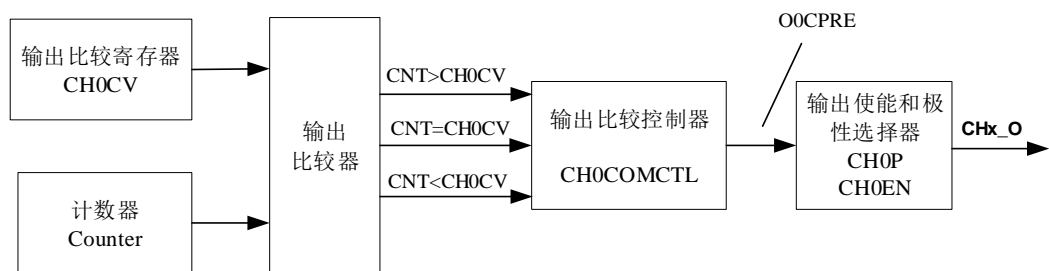 O0CPRE
输出比较寄存器
CH0CV
计数器
Counter
输出
比较器
CNT>CH0CV
CNT=CH0CV
CNT<CH0CV
输出比较控制器
CH0COMCTL
输出使能和极
性选择器
CH0P
CH0EN
CHx_O